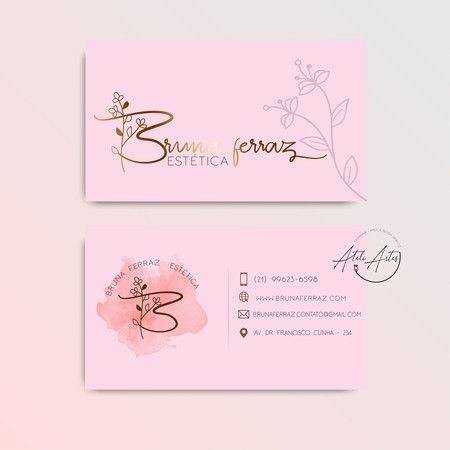 B
Bruna ferraz
ESTÉTICA
BRUNA FERRAZ ESTÉTICA
B
(21) 99623-6598
WWW.BRUNAFERRAZ.COM
BRUNAFERRAZ.CONTATO@GMAIL.COM
AV. DR FRANCISCO CUNHA - 234
Ateli Artes